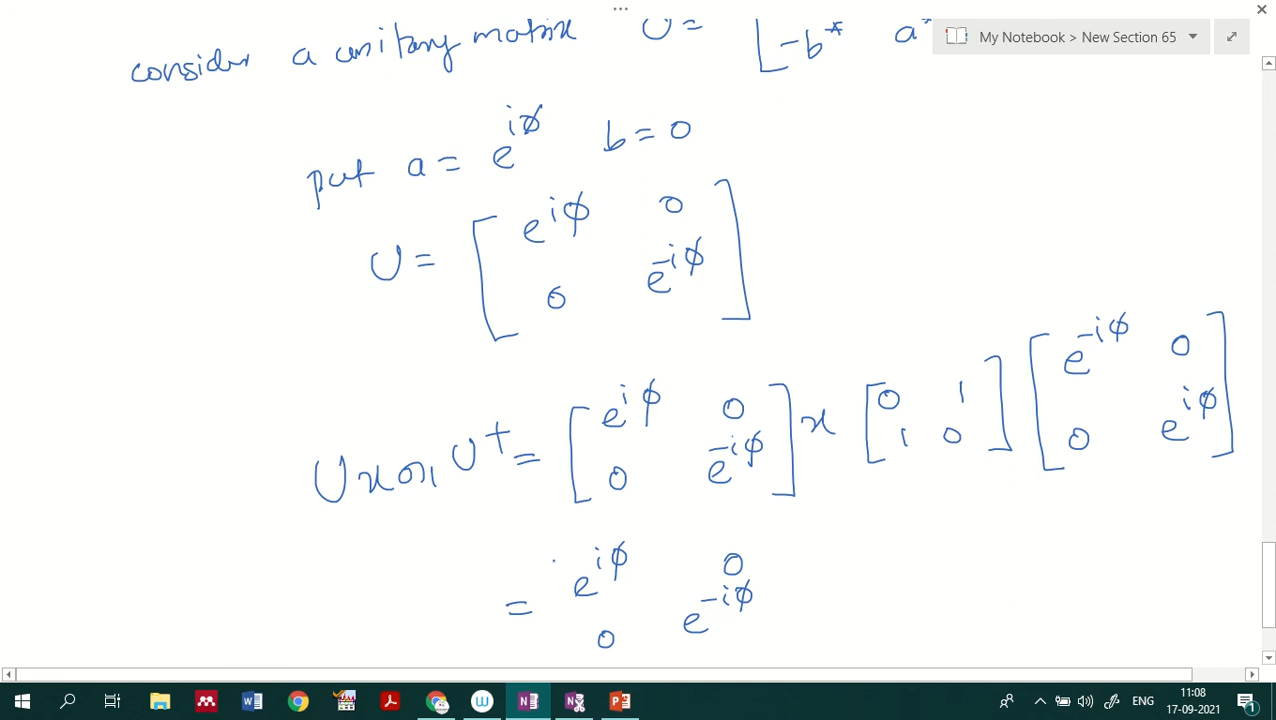 My Notebook > New Section 65
consider a unitary matrix U = [ -b* a*
put a = e^{iφ} b = 0
U = [ e^{iφ} 0
0 e^{-iφ} ]
U x σ₁ U† = [ e^{iφ} 0 ; 0 e^{-iφ} ] x [ 0 1 ; 1 0 ] [ e^{-iφ} 0 ; 0 e^{iφ} ]
= e^{iφ} 0
0 e^{-iφ}
ENG
11:08
17-09-2021